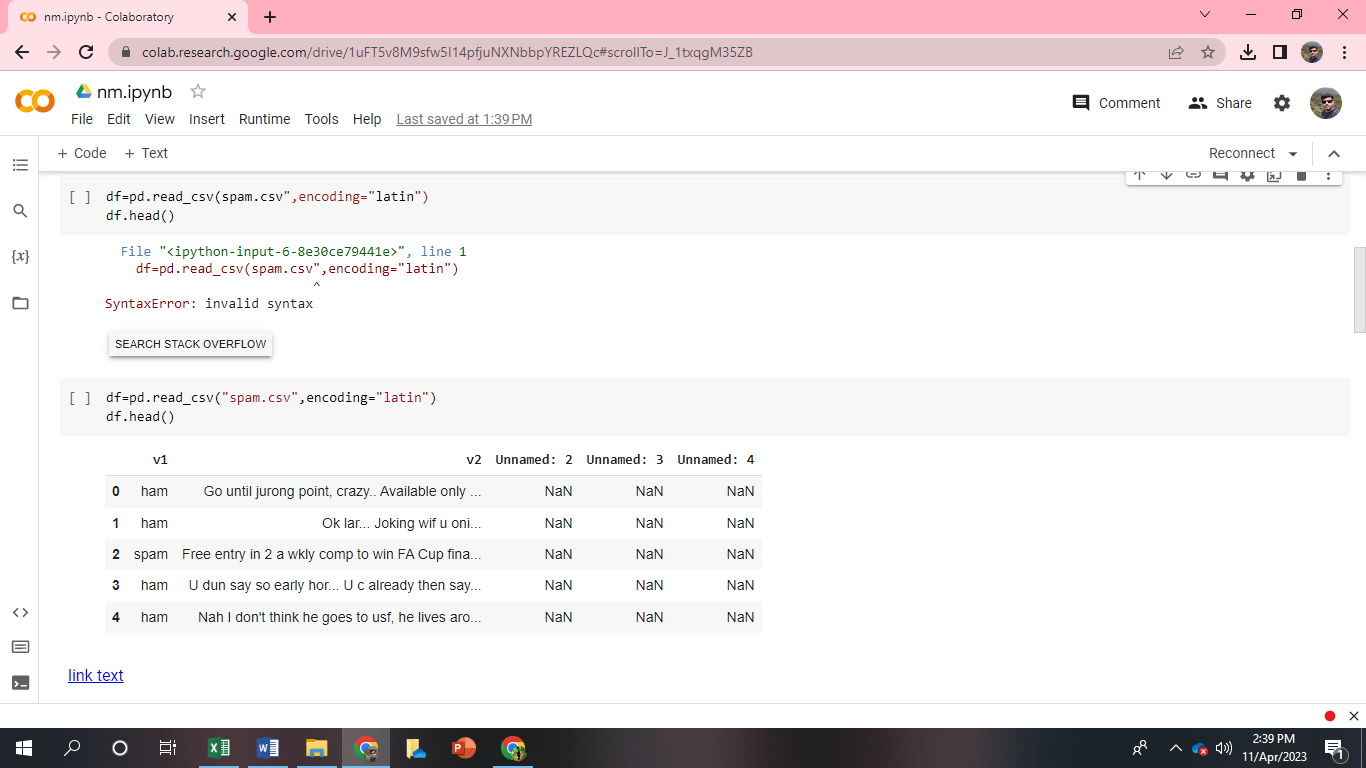 nm.ipynb - Colaboratory
colab.research.google.com/drive/1uFT5v8M9sfw5I14pfjuNXNbbpYREZLQc#scrollTo=J_1txqgM35ZB
nm.ipynb
Comment
Share
File Edit View Insert Runtime Tools Help Last saved at 1:39 PM
+ Code + Text
Reconnect
[ ] df=pd.read_csv(spam.csv",encoding="latin")
df.head()
File "<ipython-input-6-8e30ce79441e>", line 1
df=pd.read_csv(spam.csv",encoding="latin")
^
SyntaxError: invalid syntax
SEARCH STACK OVERFLOW
[ ] df=pd.read_csv("spam.csv",encoding="latin")
df.head()
v1 v2 Unnamed: 2 Unnamed: 3 Unnamed: 4
0 ham Go until jurong point, crazy.. Available only ... NaN NaN NaN
1 ham Ok lar... Joking wif u oni... NaN NaN NaN
2 spam Free entry in 2 a wkly comp to win FA Cup fina... NaN NaN NaN
3 ham U dun say so early hor... U c already then say... NaN NaN NaN
4 ham Nah I don't think he goes to usf, he lives aro... NaN NaN NaN
link text
2:39 PM
11/Apr/2023
1